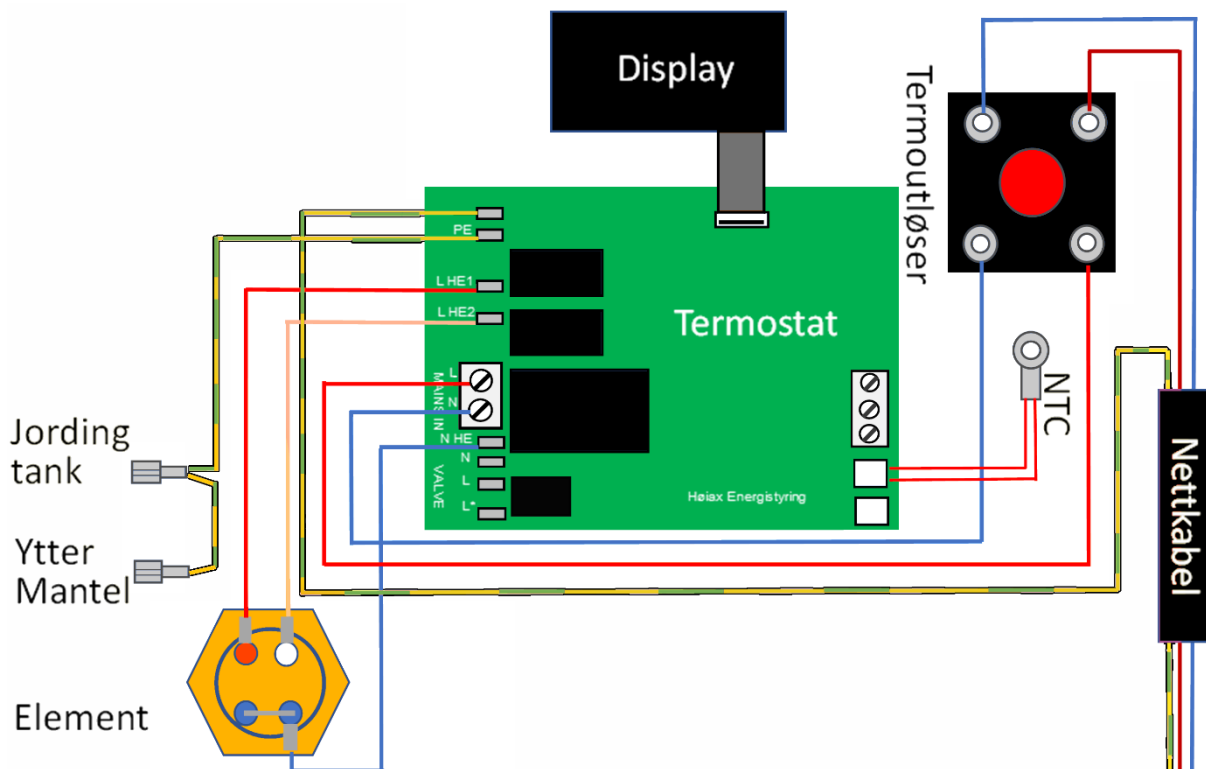 Display
Termoutløser
PE
L HE1
L HE2
Termostat
L
MAINS IN
N
N HE
N
VALVE
L
L*
NTC
Høiax Energistyring
Jording
tank
Ytter
Mantel
Nettkabel
Element